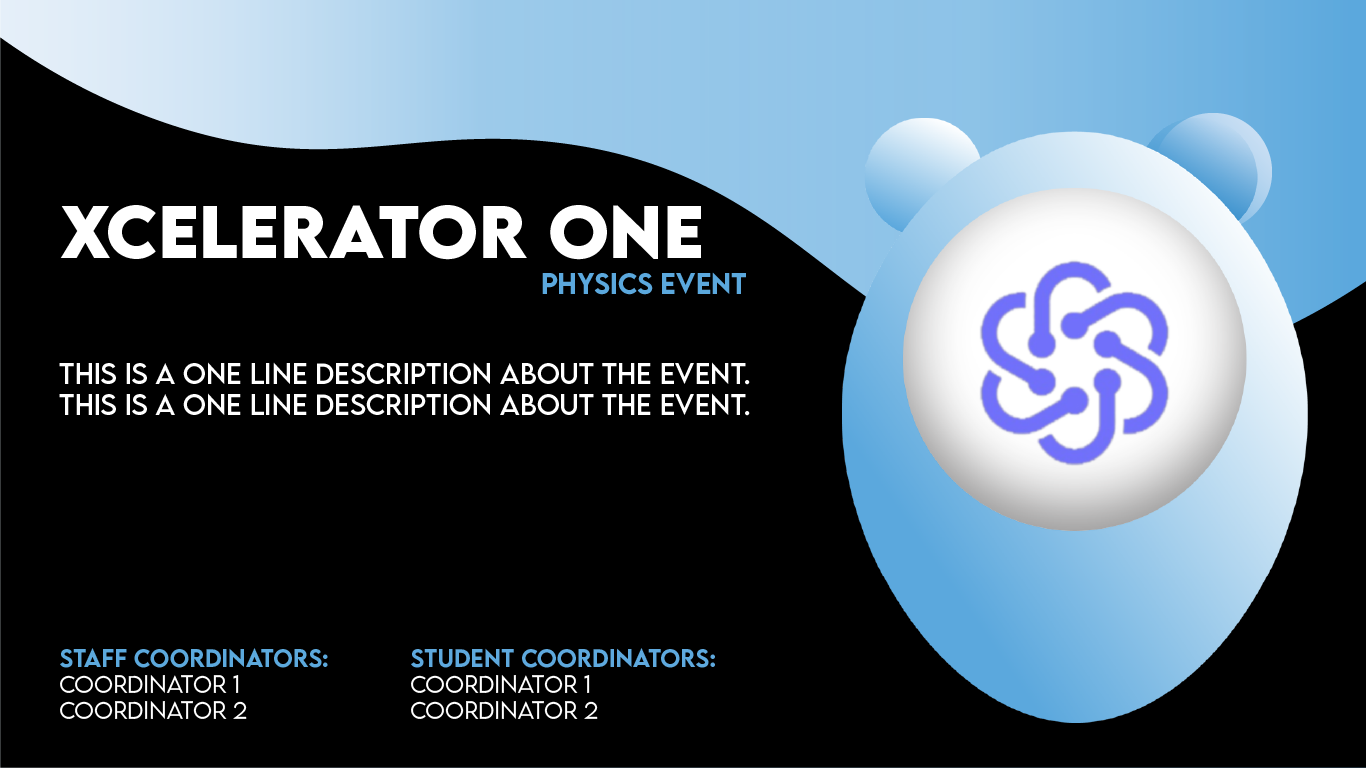 XCELERATOR ONE
PHYSICS EVENT
THIS IS A ONE LINE DESCRIPTION ABOUT THE EVENT.
THIS IS A ONE LINE DESCRIPTION ABOUT THE EVENT.
STAFF COORDINATORS:
COORDINATOR 1
COORDINATOR 2
STUDENT COORDINATORS:
COORDINATOR 1
COORDINATOR 2